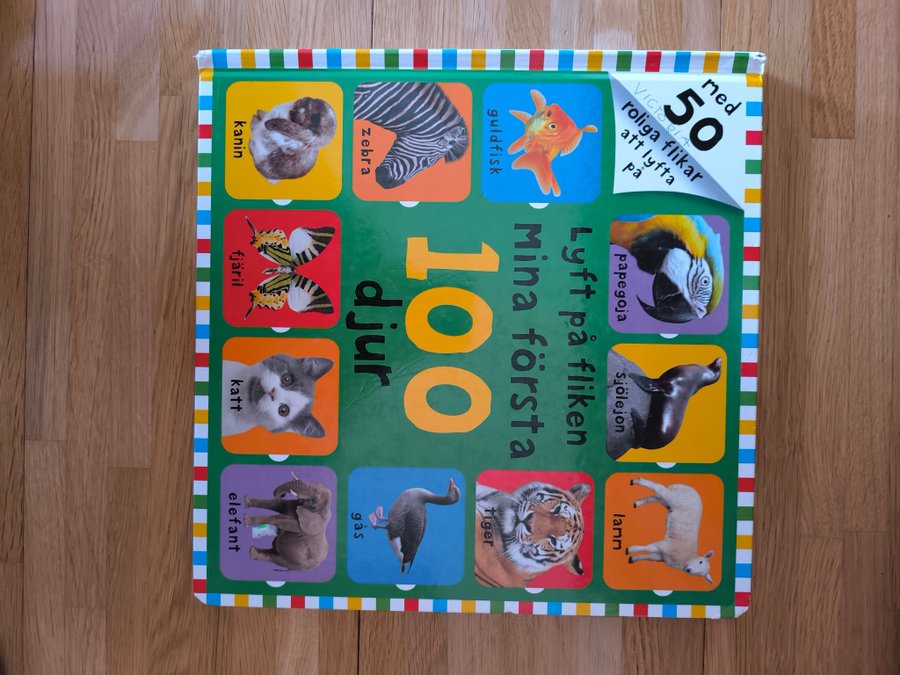 med
50
roliga flikar
att lyfta
på
papegoja
sjölejon
lamm
guldfisk
Lyft på fliken
Mina första
100
djur
tiger
zebra
gås
kanin
fjäril
katt
elefant